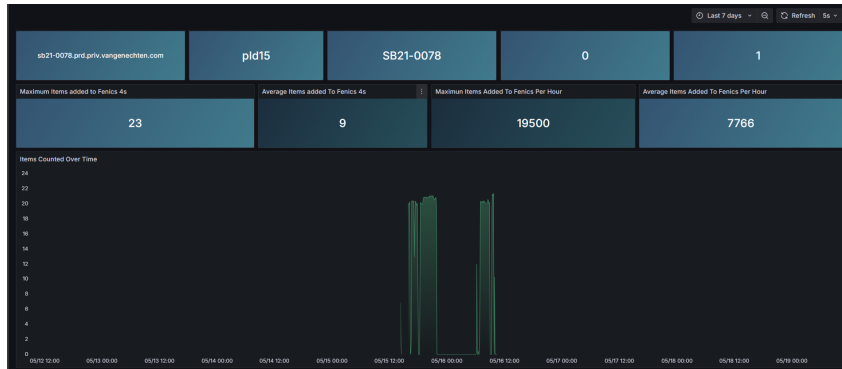 Last 7 days
Refresh 5s
sb21-0078.prd.priv.vangenechten.com
pld15
SB21-0078
0
1
Maximum Items added to Fenics 4s
Average Items added To Fenics 4s
Maximun Items Added To Fenics Per Hour
Average Items Added To Fenics Per Hour
23
9
19500
7766
Items Counted Over Time
24
22
20
18
16
14
12
10
8
6
4
2
0
05/12 12:00 05/13 00:00 05/13 12:00 05/14 00:00 05/14 12:00 05/15 00:00 05/15 12:00 05/16 00:00 05/16 12:00 05/17 00:00 05/17 12:00 05/18 00:00 05/18 12:00 05/19 00:00